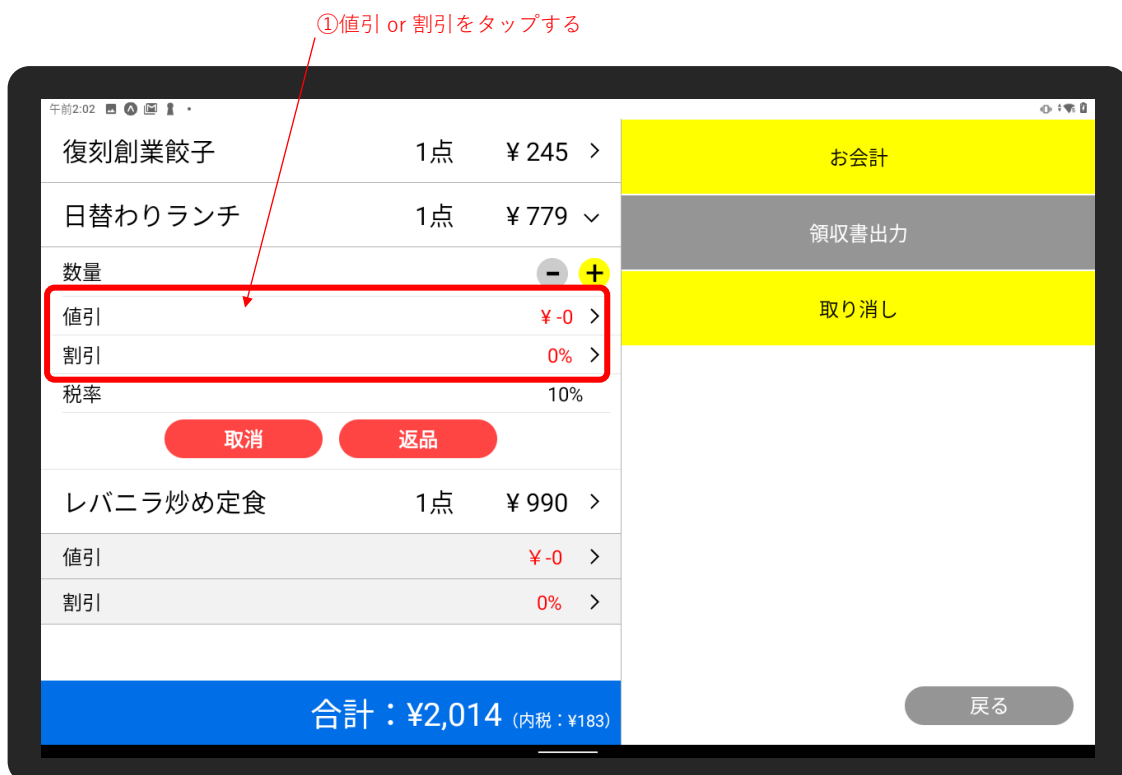 ①値引 or 割引をタップする
午前2:02
復刻創業餃子 1点 ¥ 245
日替わりランチ 1点 ¥ 779
数量
値引 ¥ -0
割引 0%
税率 10%
取消 返品
レバニラ炒め定食 1点 ¥ 990
値引 ¥ -0
割引 0%
合計：¥2,014 (内税：¥183)
お会計
領収書出力
取り消し
戻る